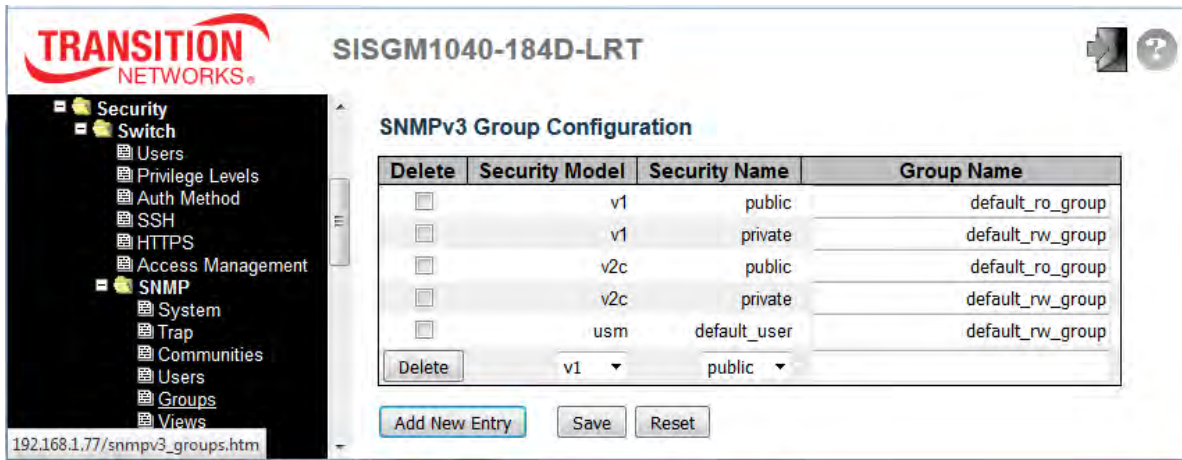 TRANSITION
NETWORKS®
SISGM1040-184D-LRT
?
Security
Switch
Users
Privilege Levels
Auth Method
SSH
HTTPS
Access Management
SNMP
System
Trap
Communities
Users
Groups
Views
192.168.1.77/snmpv3_groups.htm
SNMPv3 Group Configuration
Delete Security Model Security Name Group Name
v1 public default_ro_group
v1 private default_rw_group
v2c public default_ro_group
v2c private default_rw_group
usm default_user default_rw_group
Delete v1 public
Add New Entry Save Reset